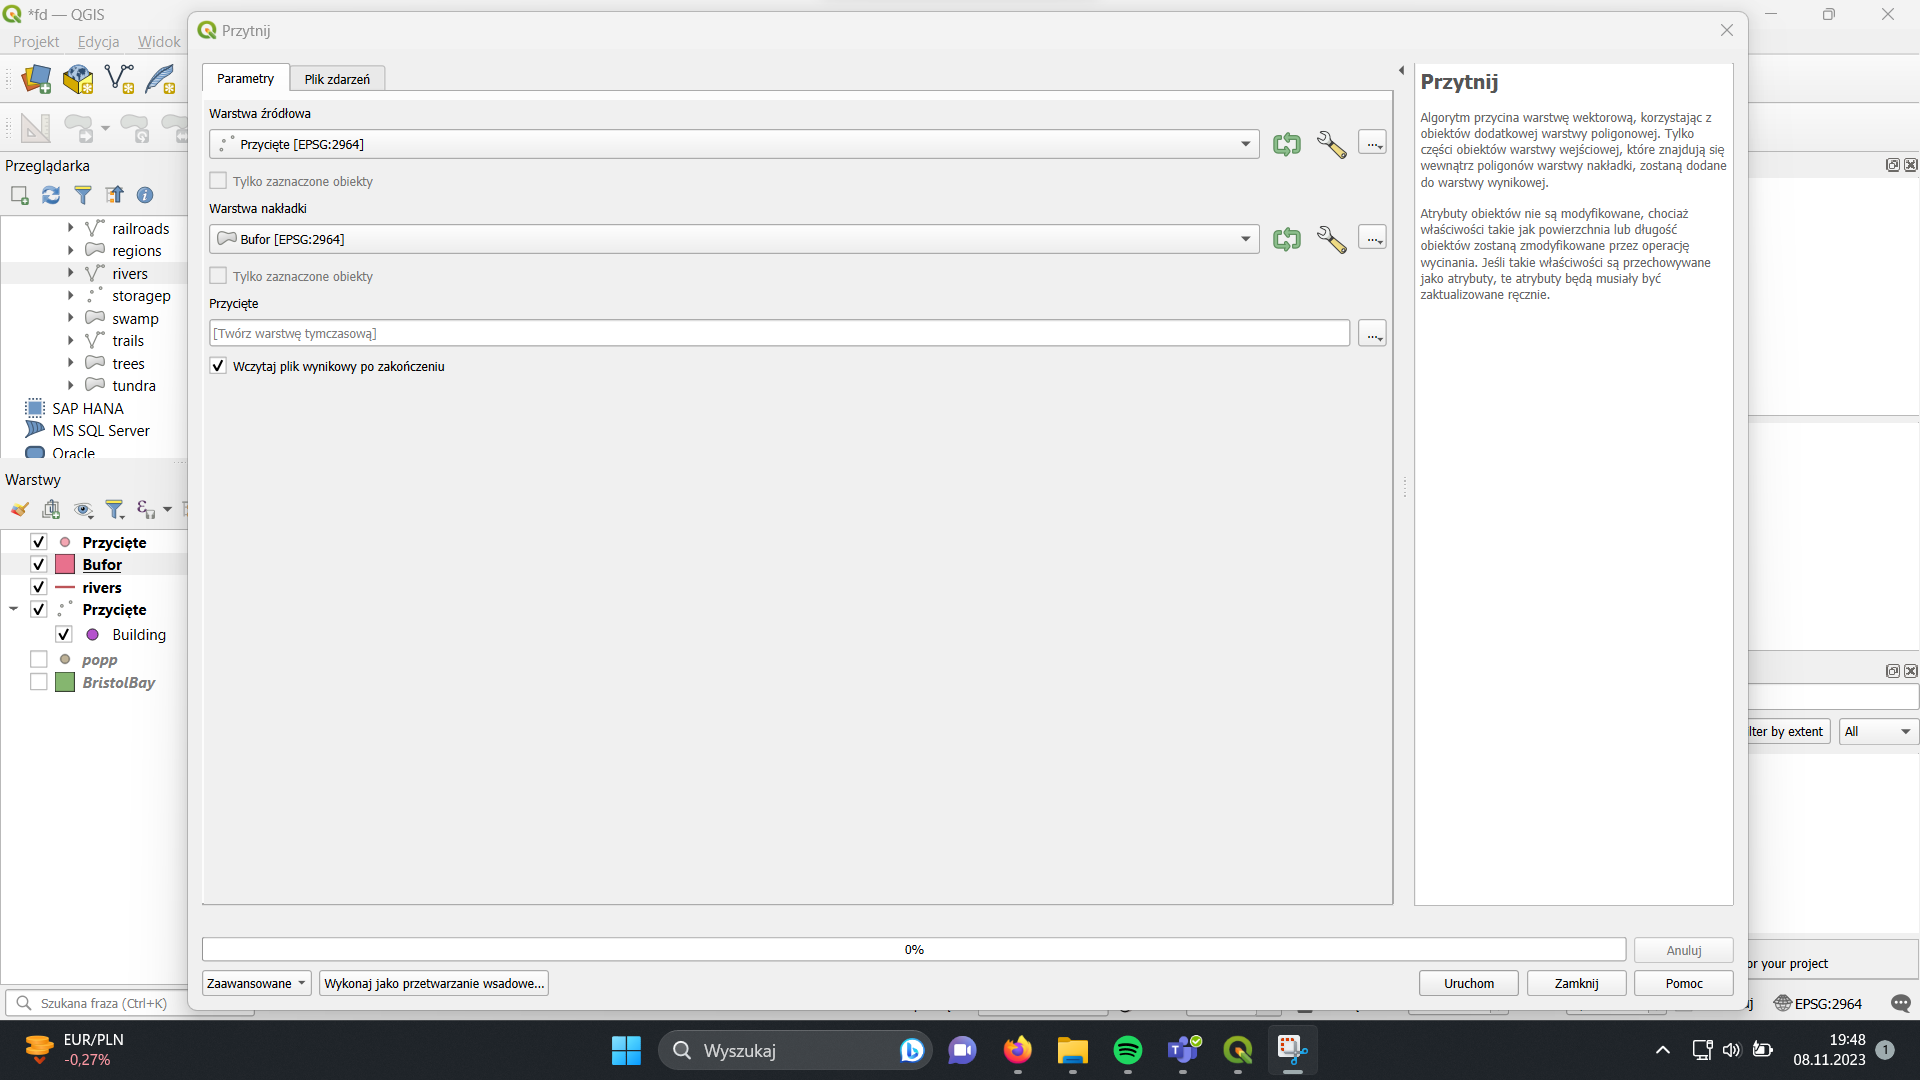 *fd — QGIS
Projekt Edycja Widok
Przeglądarka
railroads
regions
rivers
storagep
swamp
trails
trees
tundra
SAP HANA
MS SQL Server
Oracle
Warstwy
Przycięte
Bufor
rivers
Przycięte
Building
popp
BristolBay
Szukana fraza (Ctrl+K)
Przytnij
Parametry
Plik zdarzeń
Warstwa źródłowa
Przycięte [EPSG:2964]
...
Tylko zaznaczone obiekty
Warstwa nakładki
Bufor [EPSG:2964]
...
Tylko zaznaczone obiekty
Przycięte
[Twórz warstwę tymczasową]
...
Wczytaj plik wynikowy po zakończeniu
Przytnij
Algorytm przycina warstwę wektorową, korzystając z
obiektów dodatkowej warstwy poligonowej. Tylko
części obiektów warstwy wejściowej, które znajdują się
wewnątrz poligonów warstwy nakładki, zostaną dodane
do warstwy wynikowej.
Atrybuty obiektów nie są modyfikowane, chociaż
właściwości takie jak powierzchnia lub długość
obiektów zostaną zmodyfikowane przez operację
wycinania. Jeśli takie właściwości są przechowywane
jako atrybuty, te atrybuty będą musiały być
zaktualizowane ręcznie.
0%
Anuluj
Zaawansowane
Wykonaj jako przetwarzanie wsadowe...
Uruchom
Zamknij
Pomoc
lter by extent
All
or your project
EPSG:2964
EUR/PLN
-0,27%
Wyszukaj
19:48
08.11.2023
1